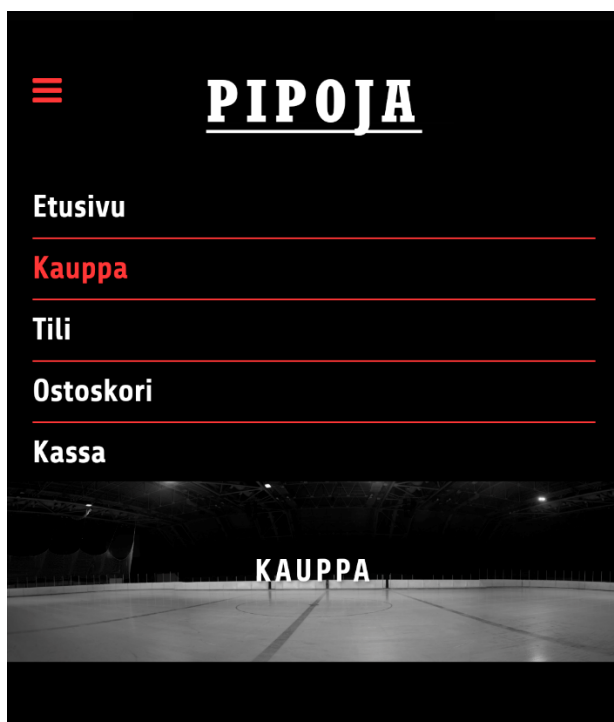 PIPOJA
Etusivu
Kauppa
Tili
Ostoskori
Kassa
KAUPPA